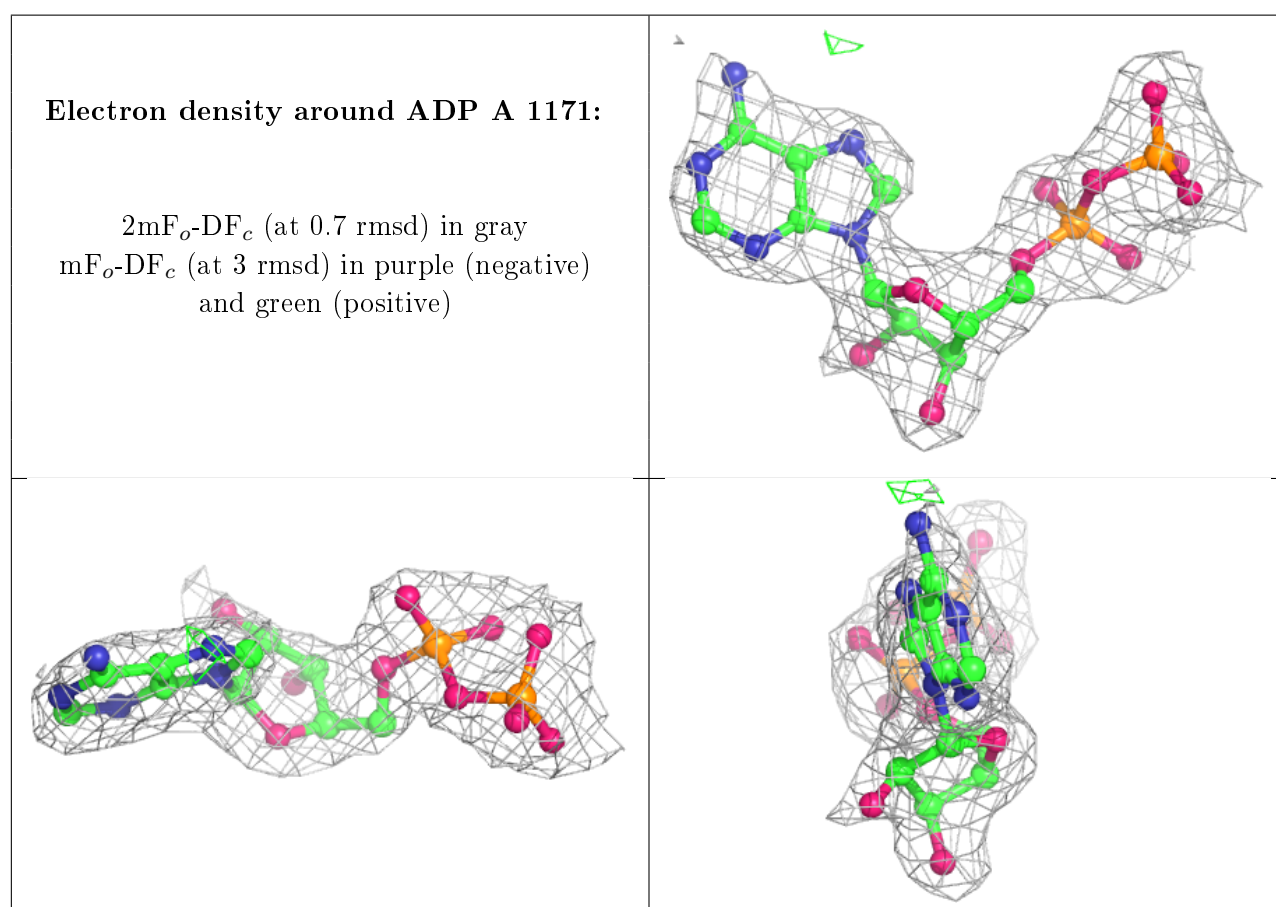 Electron density around ADP A 1171:
2mFo-DFc (at 0.7 rmsd) in gray
mFo-DFc (at 3 rmsd) in purple (negative)
and green (positive)